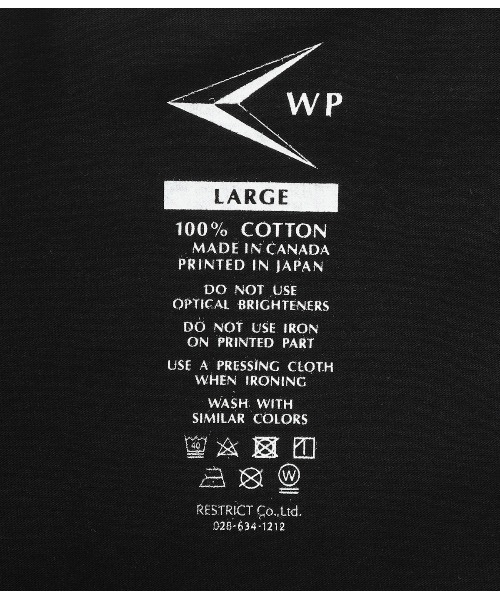 WP
LARGE
100% COTTON
MADE IN CANADA
PRINTED IN JAPAN
DO NOT USE
OPTICAL BRIGHTENERS
DO NOT USE IRON
ON PRINTED PART
USE A PRESSING CLOTH
WHEN IRONING
WASH WITH
SIMILAR COLORS
40
W
RESTRICT Co.,Ltd.
028-634-1212